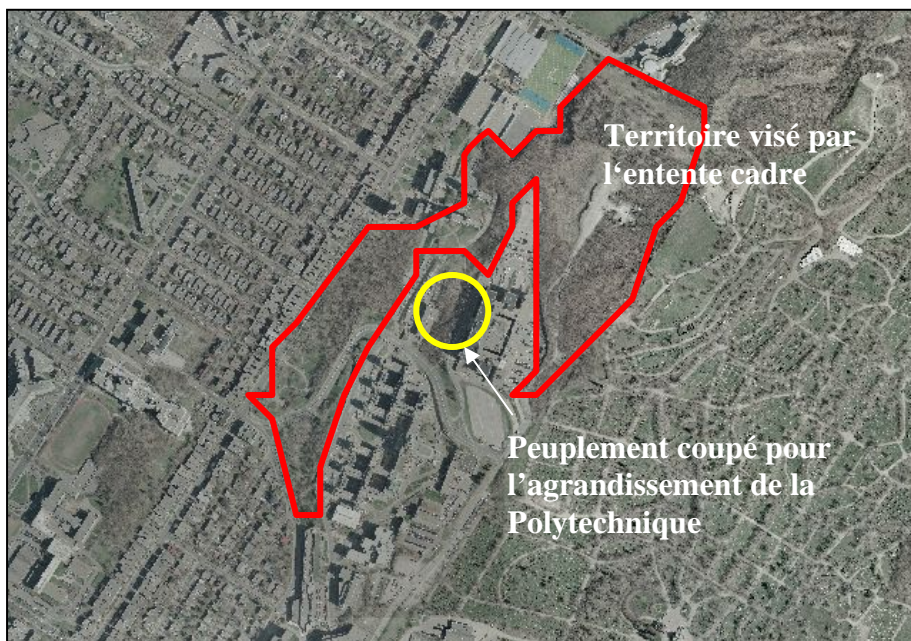 Territoire visé par
l‘entente cadre
Peuplement coupé pour
l’agrandissement de la
Polytechnique